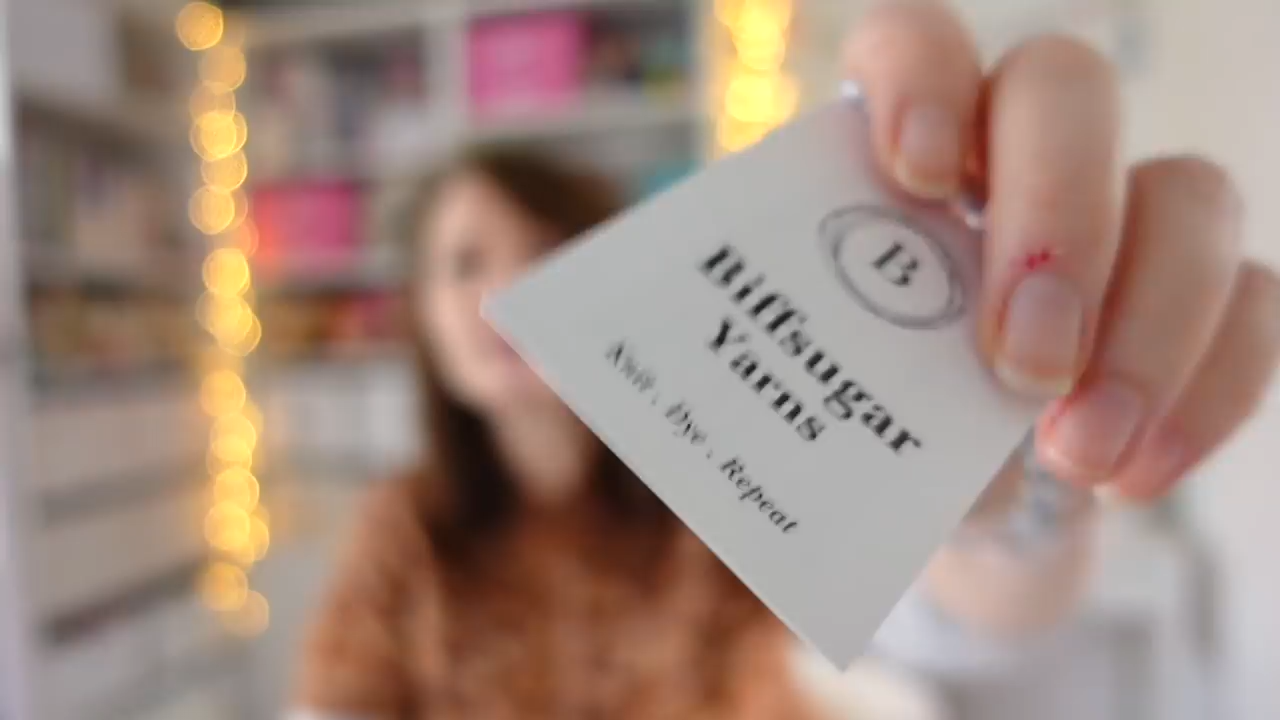 B
Biffsugar
Yarns
Knit . Dye . Repeat